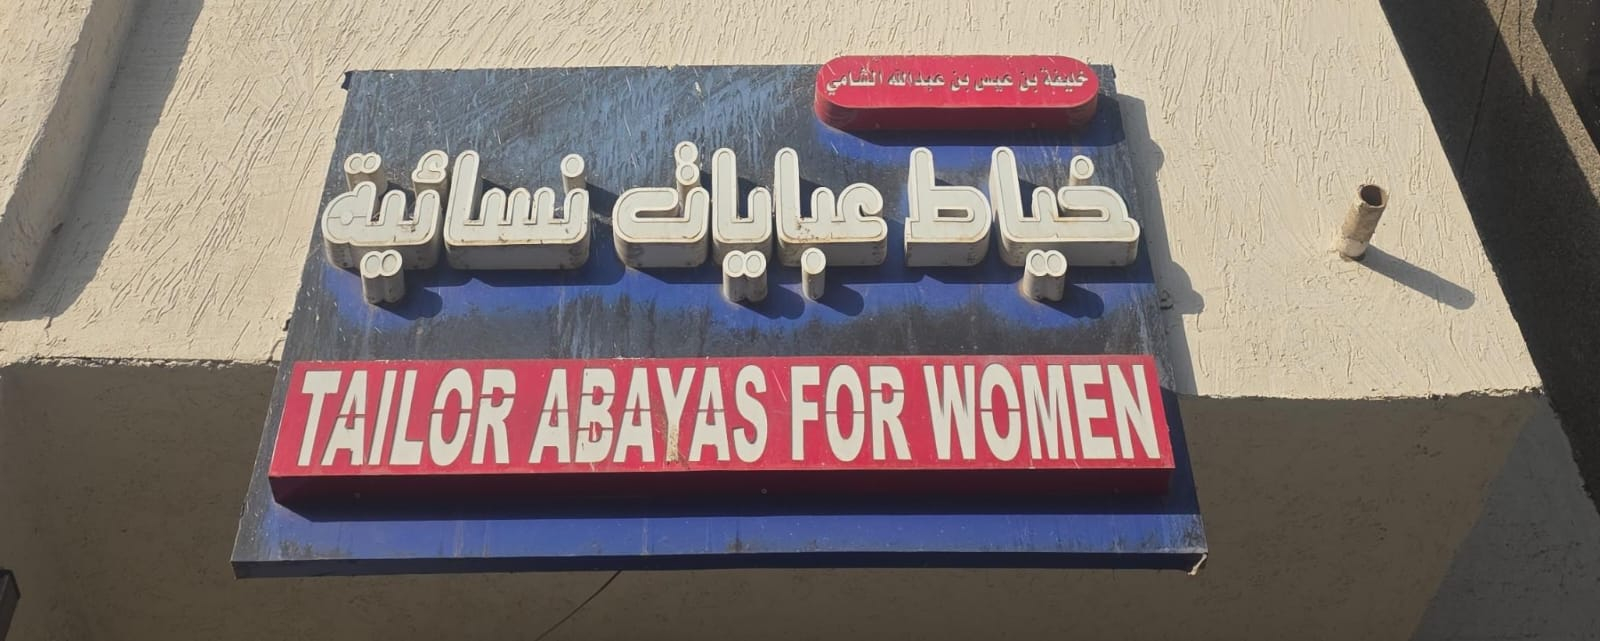 خليفة بن عيس بن عبدالله الشامي
خياط عبايات نسائية
TAILOR ABAYAS FOR WOMEN